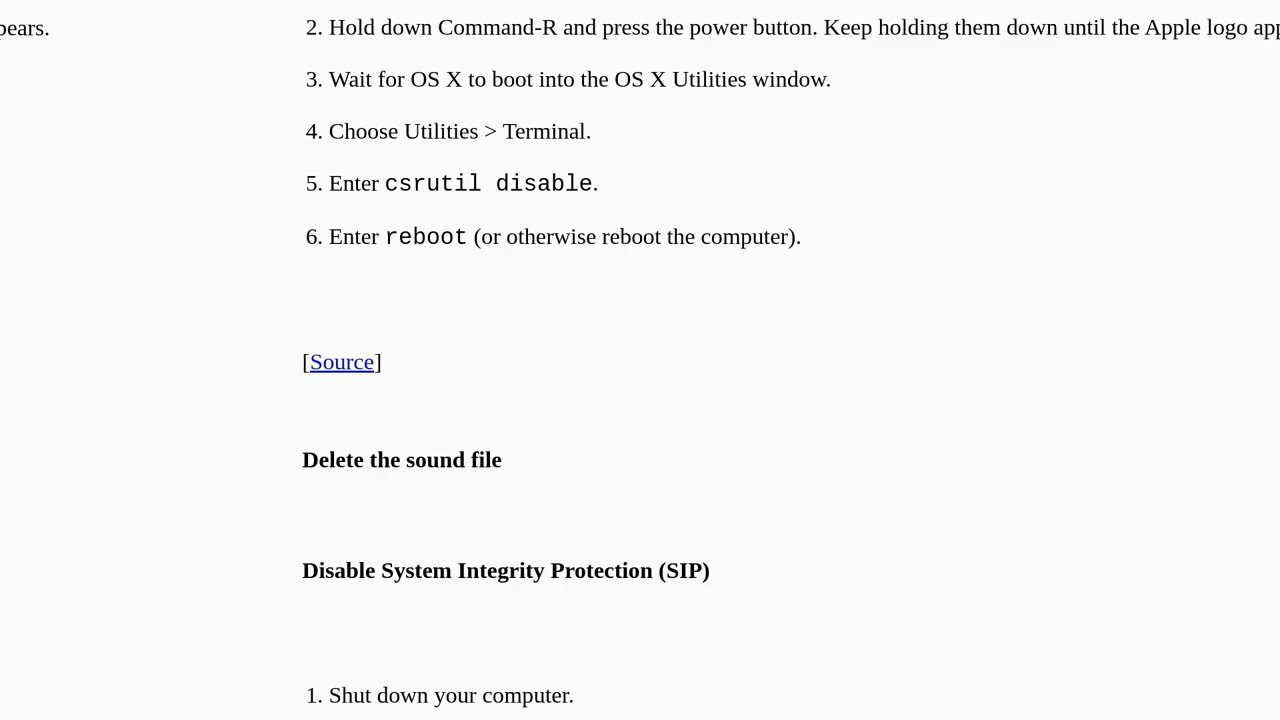 pears.
2. Hold down Command-R and press the power button. Keep holding them down until the Apple logo app
3. Wait for OS X to boot into the OS X Utilities window.
4. Choose Utilities > Terminal.
5. Enter csrutil disable.
6. Enter reboot (or otherwise reboot the computer).
[Source]
Delete the sound file
Disable System Integrity Protection (SIP)
1. Shut down your computer.